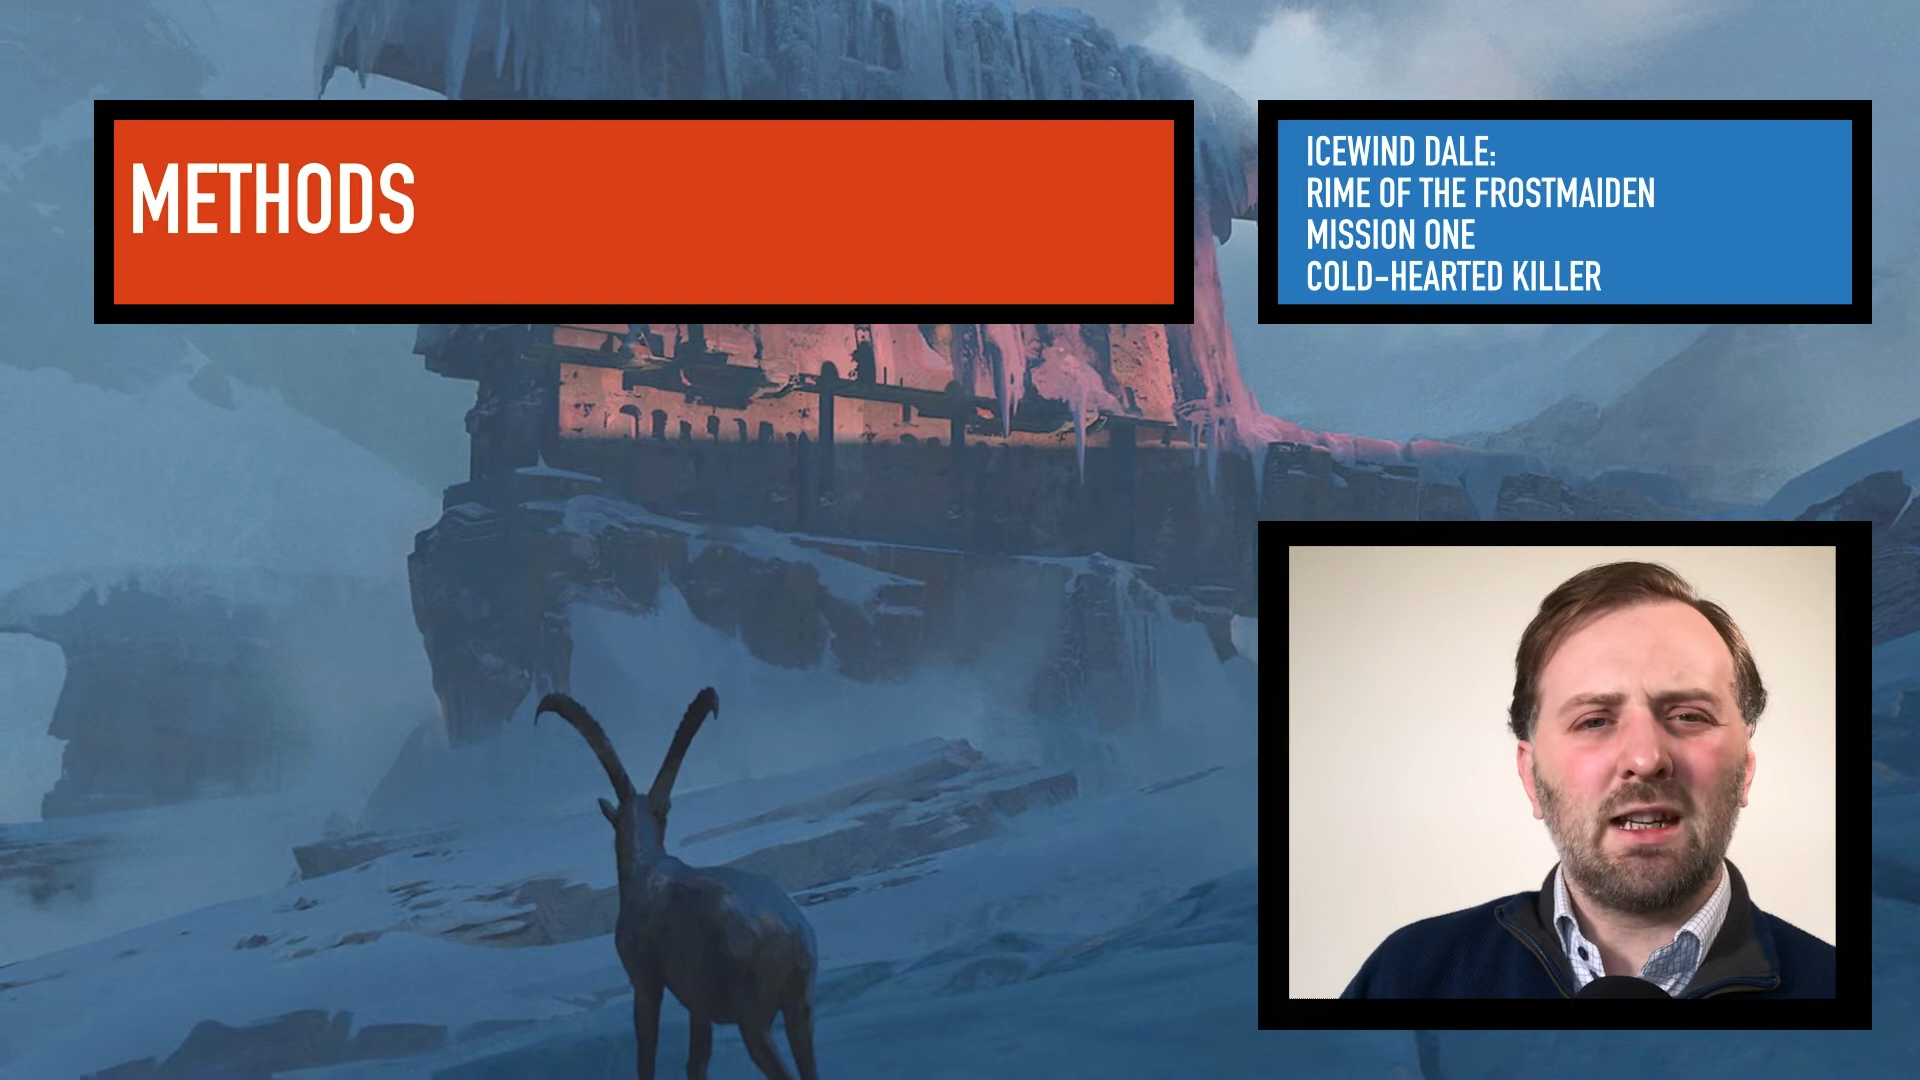 METHODS
ICEWIND DALE:
RIME OF THE FROSTMAIDEN
MISSION ONE
COLD-HEARTED KILLER